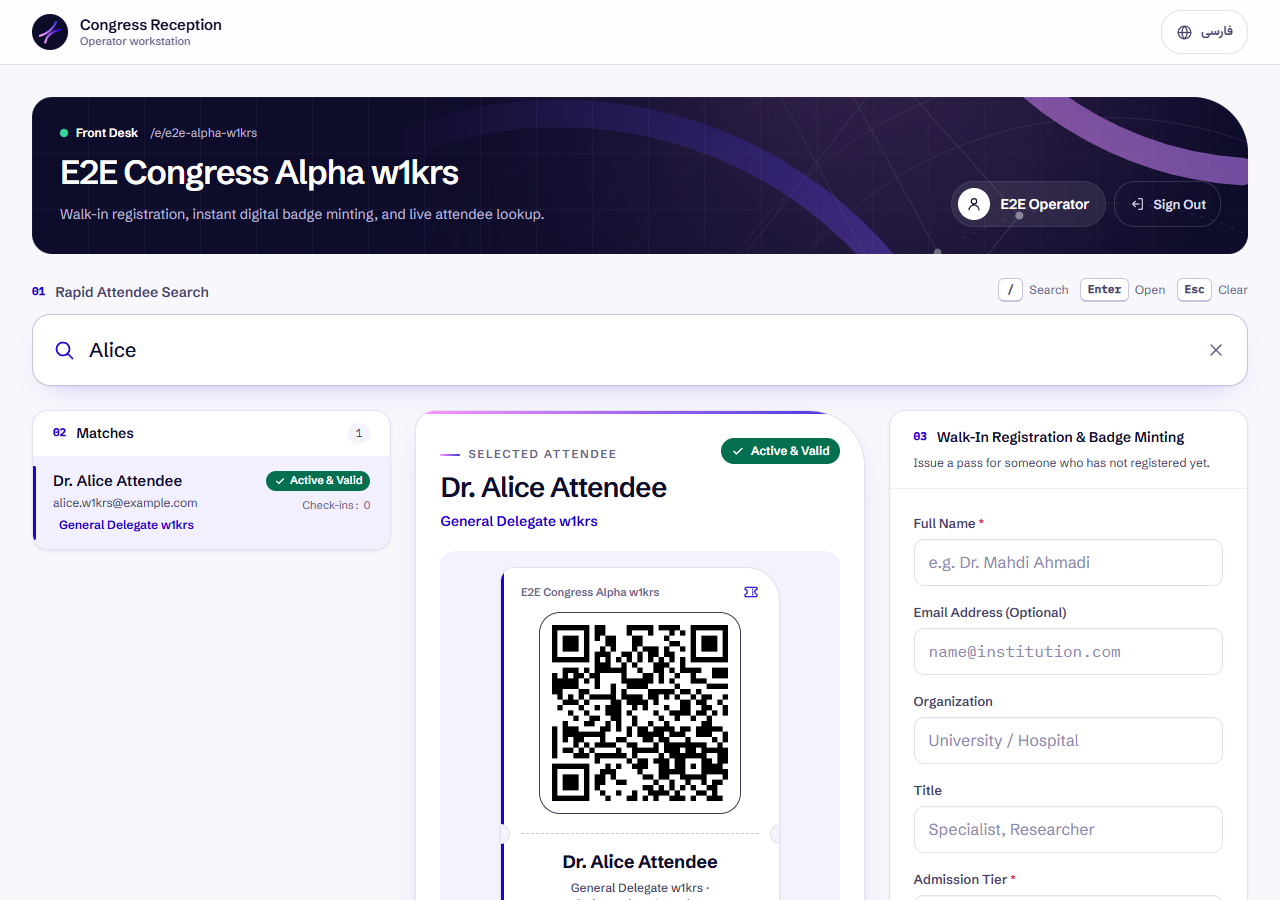 Congress Reception
Operator workstation
فارسی
Front Desk /e/e2e-alpha-w1krs
E2E Congress Alpha w1krs
Walk-in registration, instant digital badge minting, and live attendee lookup.
E2E Operator
Sign Out
01 Rapid Attendee Search
/ Search Enter Open Esc Clear
Alice
02 Matches 1
Dr. Alice Attendee
Active & Valid
alice.w1krs@example.com
Check-ins: 0
General Delegate w1krs
SELECTED ATTENDEE
Active & Valid
Dr. Alice Attendee
General Delegate w1krs
E2E Congress Alpha w1krs
Dr. Alice Attendee
General Delegate w1krs ·
03 Walk-In Registration & Badge Minting
Issue a pass for someone who has not registered yet.
Full Name *
e.g. Dr. Mahdi Ahmadi
Email Address (Optional)
name@institution.com
Organization
University / Hospital
Title
Specialist, Researcher
Admission Tier *